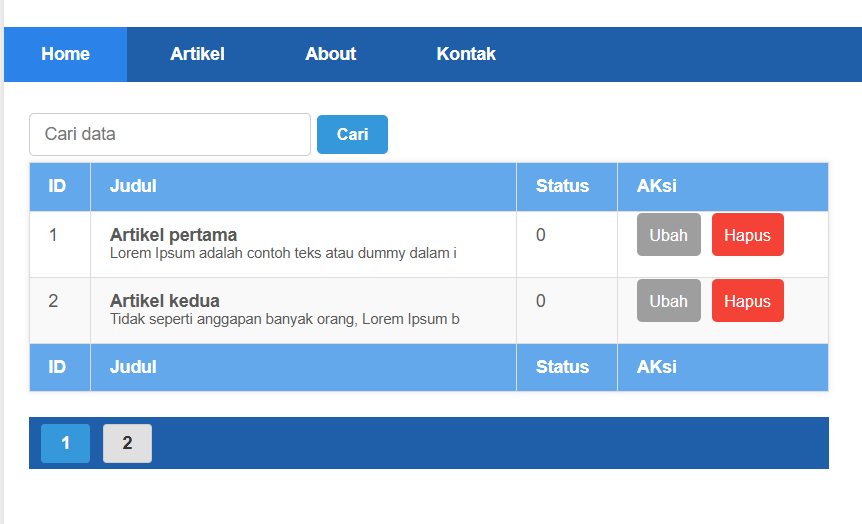 Home Artikel About Kontak
Cari data Cari
ID Judul Status AKsi
1 Artikel pertama 0 Ubah Hapus
Lorem Ipsum adalah contoh teks atau dummy dalam i
2 Artikel kedua 0 Ubah Hapus
Tidak seperti anggapan banyak orang, Lorem Ipsum b
ID Judul Status AKsi
1 2